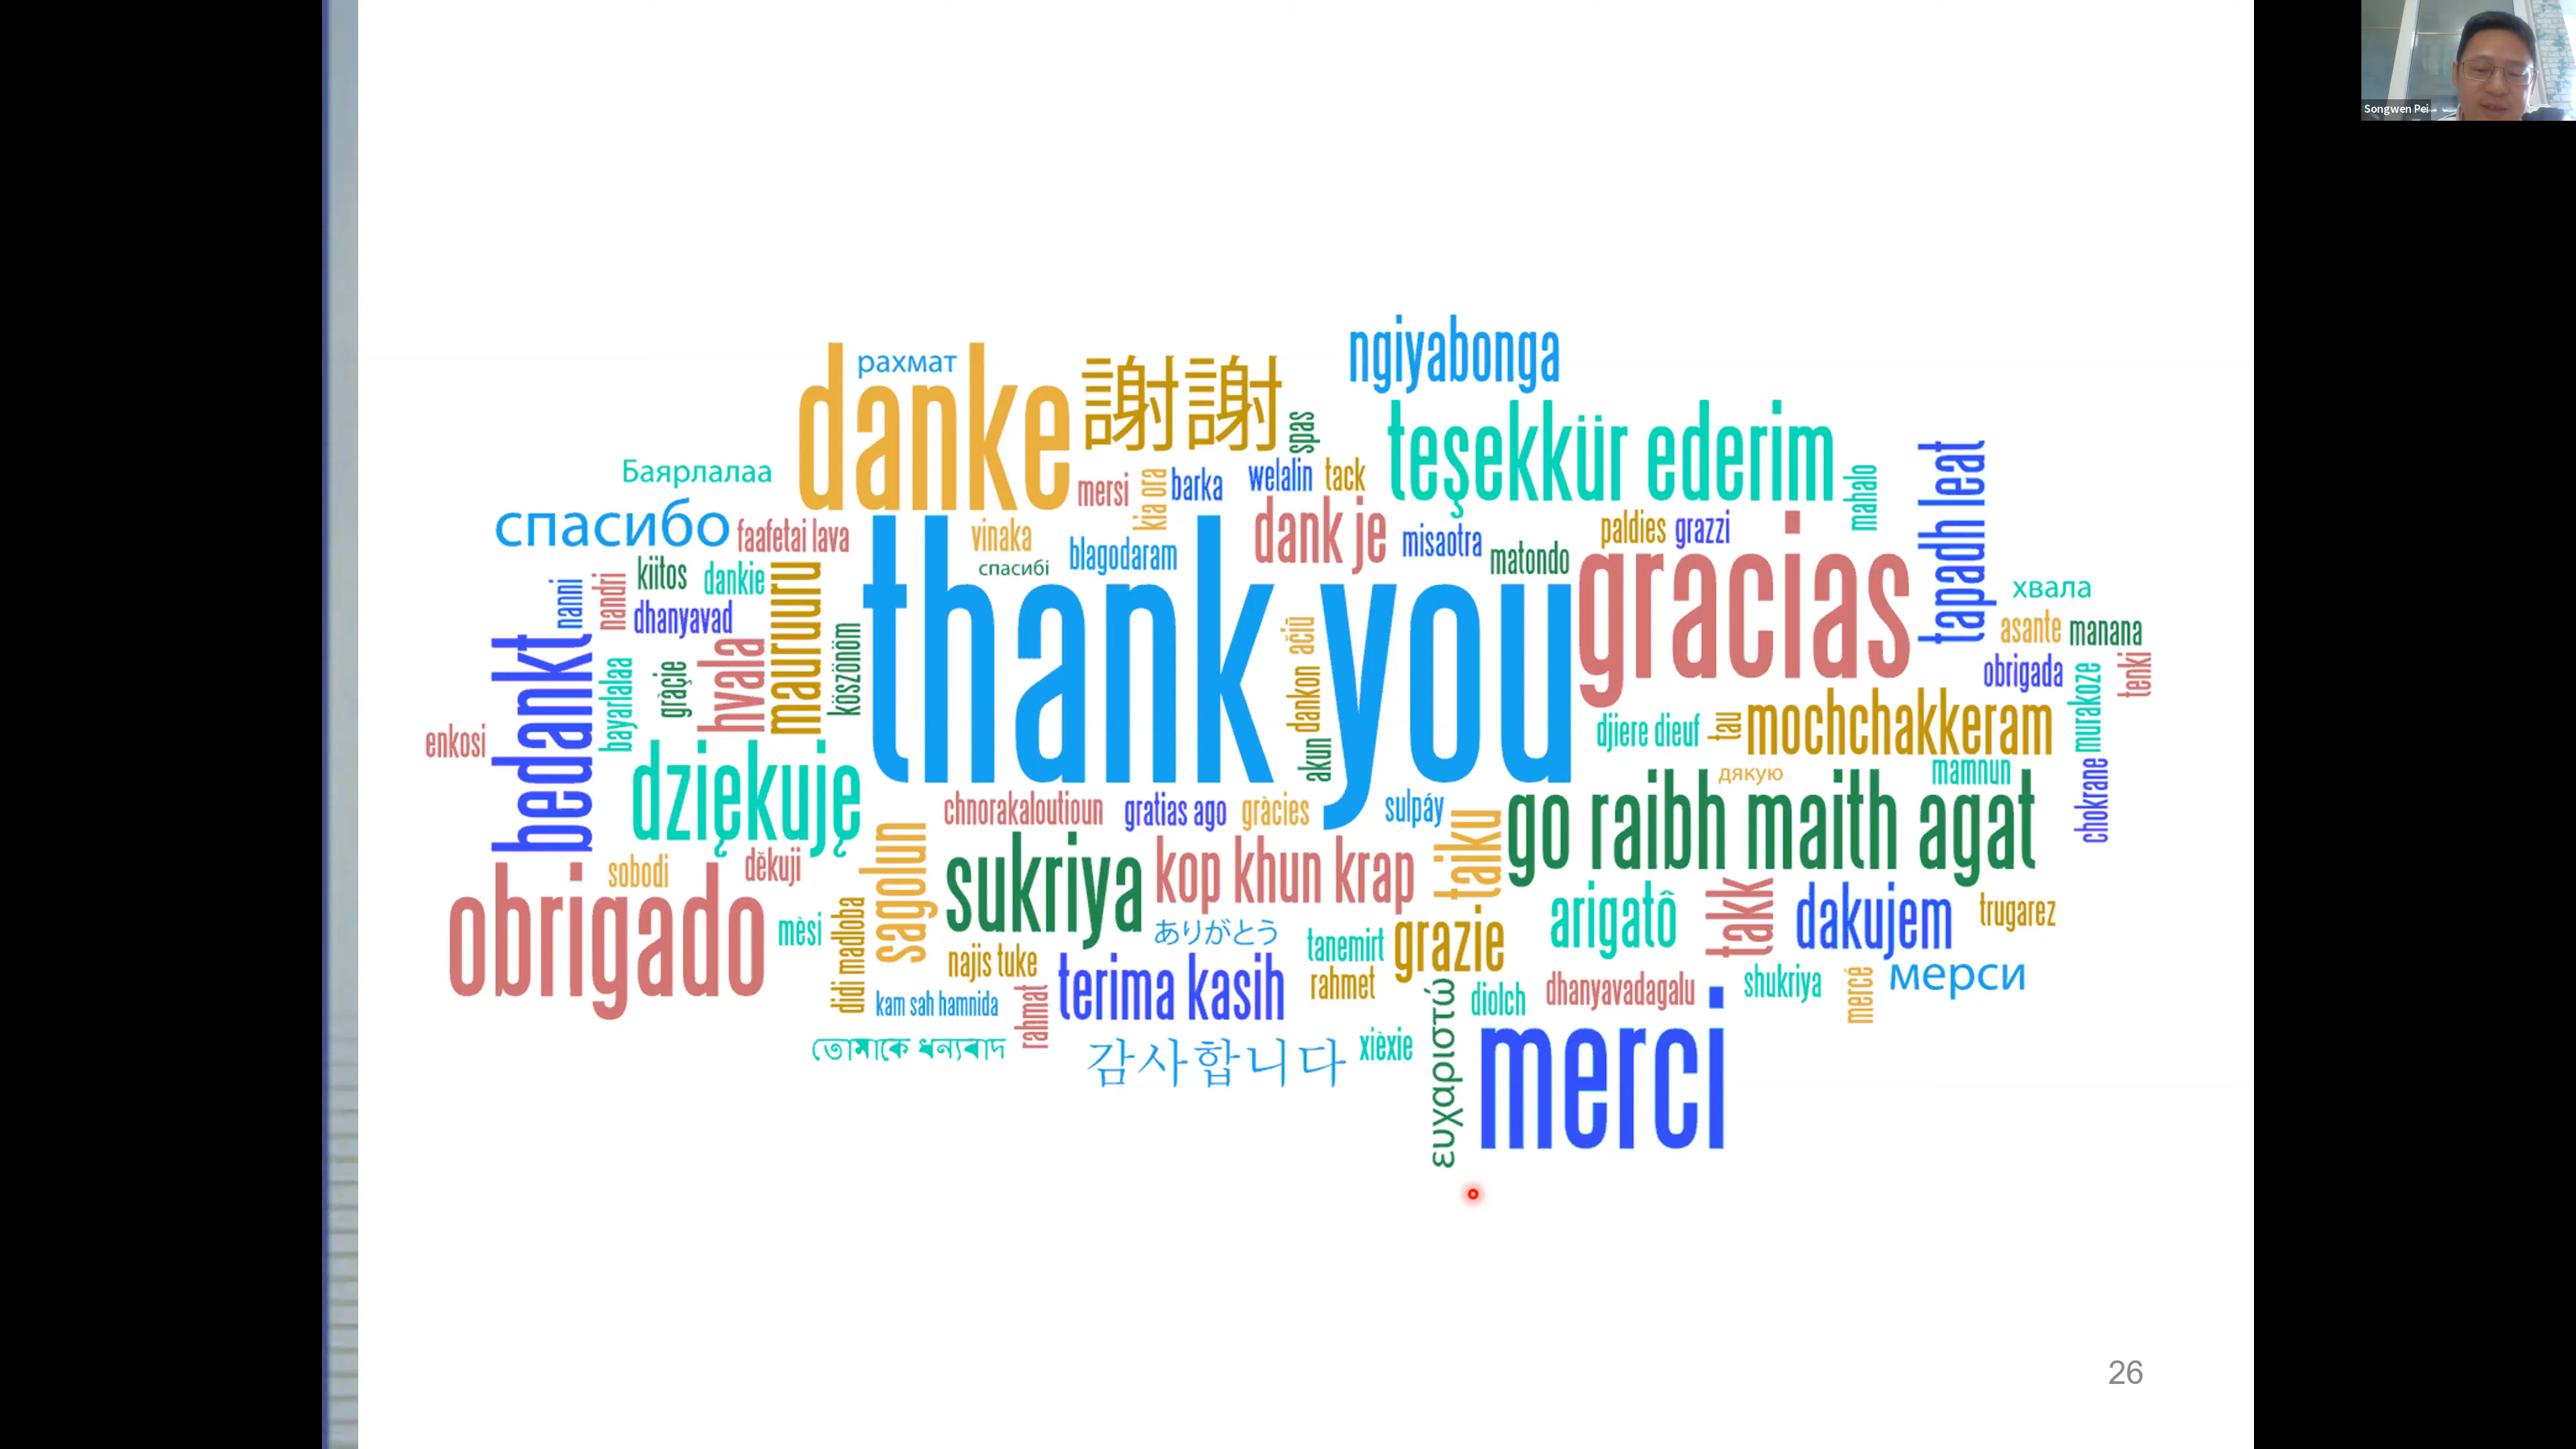 Songwen Pei
ngiyabonga
рахмат
danke
謝謝
spas
teşekkür ederim
tapadh leat
Баярлалаа
mersi
kia ora
barka
welalin
tack
mahalo
спасибо
faafetai lava
vinaka
blagodaram
dank je
misaotra
paldies
grazzi
спасибі
matondo
gracias
nanni
nandri
kiitos
dankie
хвала
dhanyavad
mauruuru
thank you
ačiū
asante
manana
bedankt
bayarlalaa
gràçie
hvala
köszönöm
dankon
obrigada
tenki
murakoze
enkosi
djiere dieuf
tau
mochchakkeram
akun
дякую
mamnun
chokrane
dziękuję
chnorakaloutioun
gratias ago
gràcies
sulpáy
taiku
go raibh maith agat
sobodi
děkuji
sagolun
sukriya
kop khun krap
obrigado
mèsi
didi madloba
ありがとう
tanemirt
grazie
arigatô
takk
dakujem
trugarez
najis tuke
terima kasih
rahmet
diolch
dhanyavadagalu
shukriya
mercé
мерси
kam sah hamnida
rahmat
তোমাকে ধন্যবাদ
감사합니다
xièxie
ευχαριστώ
merci
26